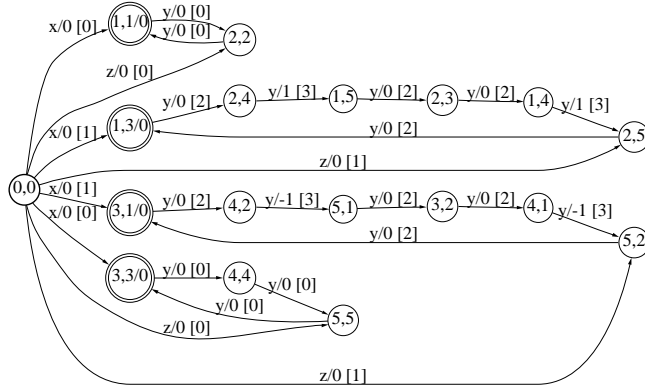 x/0 [0]
1,1/0
y/0 [0]
y/0 [0]
2,2
z/0 [0]
x/0 [1]
1,3/0
y/0 [2]
2,4
y/1 [3]
1,5
y/0 [2]
2,3
y/0 [2]
1,4
y/1 [3]
y/0 [2]
2,5
z/0 [1]
0,0
x/0 [1]
x/0 [0]
3,1/0
y/0 [2]
4,2
y/-1 [3]
5,1
y/0 [2]
3,2
y/0 [2]
4,1
y/-1 [3]
y/0 [2]
5,2
3,3/0
y/0 [0]
4,4
y/0 [0]
y/0 [0]
5,5
z/0 [0]
z/0 [1]